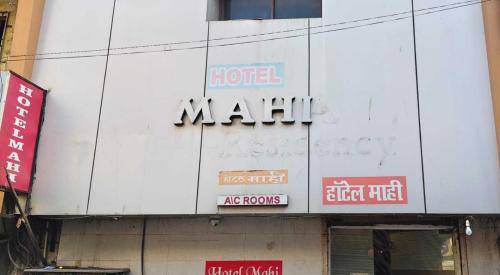 HOTEL
MAHI
Residency
HOTEL MAHI
हॉटेल माही
A\C ROOMS
हॉटेल माही
Hotel Mahi